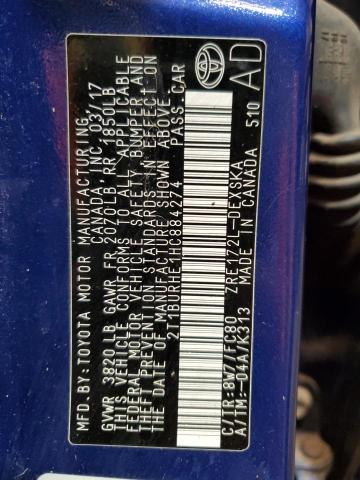 MFD.BY:TOYOTA MOTOR MANUFACTURING
CANADA INC. 03/17
GVWR 3820LB GAWR FR 2070LB RR 1850LB
THIS VEHICLE CONFORMS TO ALL APPLICABLE
FEDERAL MOTOR VEHICLE SAFETY, BUMPER AND
THEFT PREVENTION STANDARDS IN EFFECT ON
THE DATE OF MANUFACTURE SHOWN ABOVE.
2T1BURHE1HC884274 PASS.CAR
C/TR:8W7/FC80 ZRE172L-DEXSKA
A/TM:-04A/K313 MADE IN CANADA S10
AD